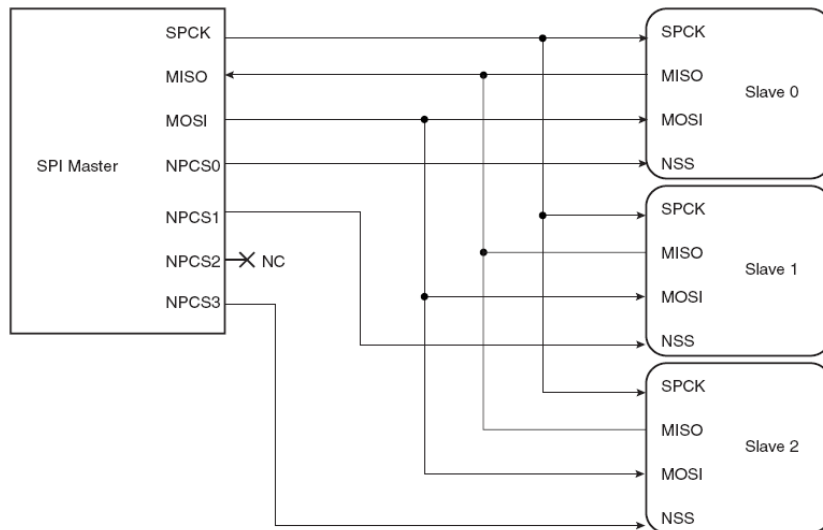 SPCK
MISO
MOSI
SPI Master
NPCS0
NPCS1
NPCS2
NC
NPCS3
SPCK
MISO
Slave 0
MOSI
NSS
SPCK
MISO
Slave 1
MOSI
NSS
SPCK
MISO
Slave 2
MOSI
NSS